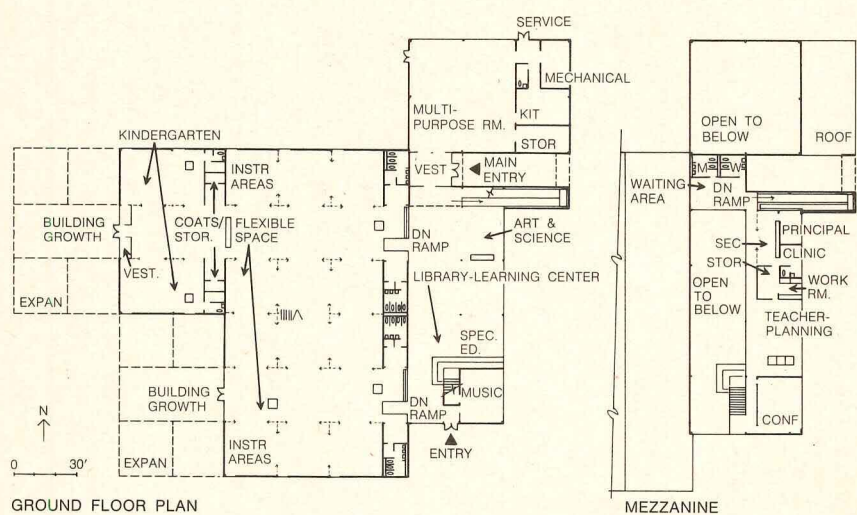 SERVICE
MECHANICAL
MULTI-
PURPOSE RM.
KIT
STOR
KINDERGARTEN
INSTR
AREAS
VEST
MAIN
ENTRY
BUILDING
GROWTH
COATS/
STOR.
FLEXIBLE
SPACE
DN
RAMP
ART &
SCIENCE
VEST.
LIBRARY-LEARNING CENTER
EXPAN
SPEC.
ED.
MUSIC
BUILDING
GROWTH
DN
RAMP
N
INSTR
AREAS
EXPAN
ENTRY
0 30'
GROUND FLOOR PLAN
OPEN TO
BELOW
ROOF
M W
WAITING
AREA
DN
RAMP
PRINCIPAL
SEC
CLINIC
STOR
WORK
RM.
OPEN
TO
BELOW
TEACHER-
PLANNING
CONF
MEZZANINE